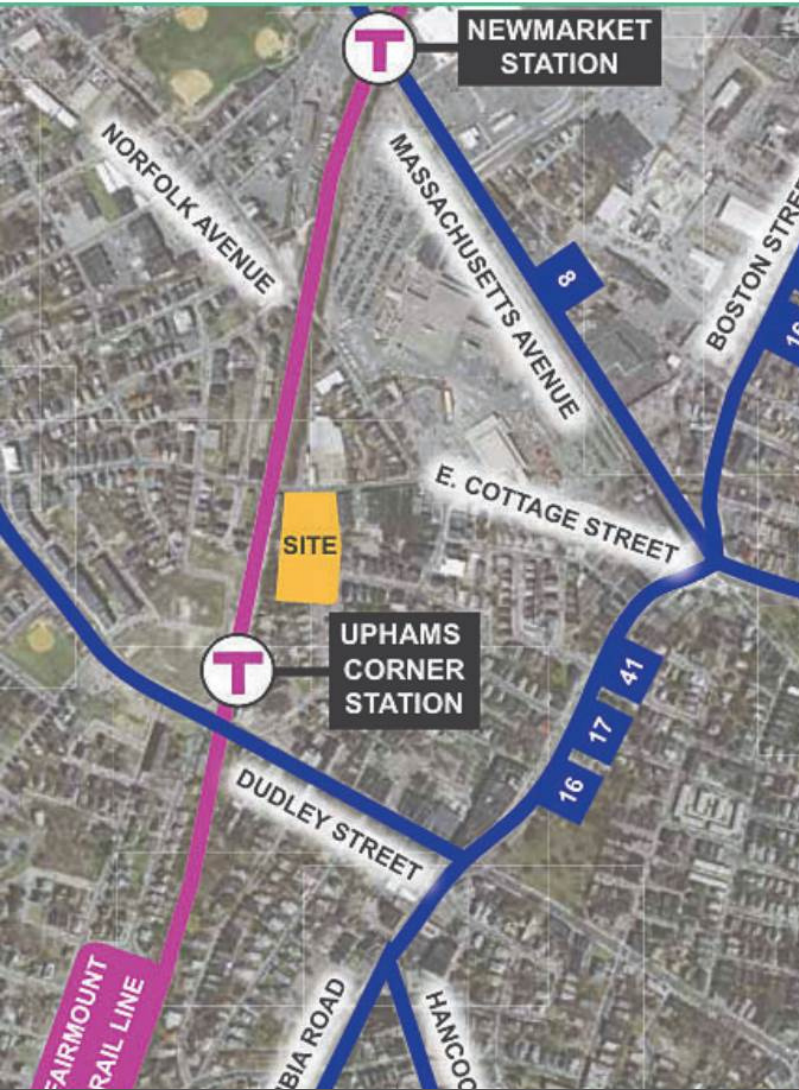 T
NEWMARKET
STATION
NORFOLK AVENUE
MASSACHUSETTS AVENUE
8
BOSTON STRE
E. COTTAGE STREET
SITE
T
UPHAMS
CORNER
STATION
41
17
16
DUDLEY STREET
FAIRMOUNT
RAIL LINE
BIA ROAD
HANCOC